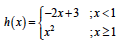 h(x) = { −2x+3 ; x<1
x² ; x≥1